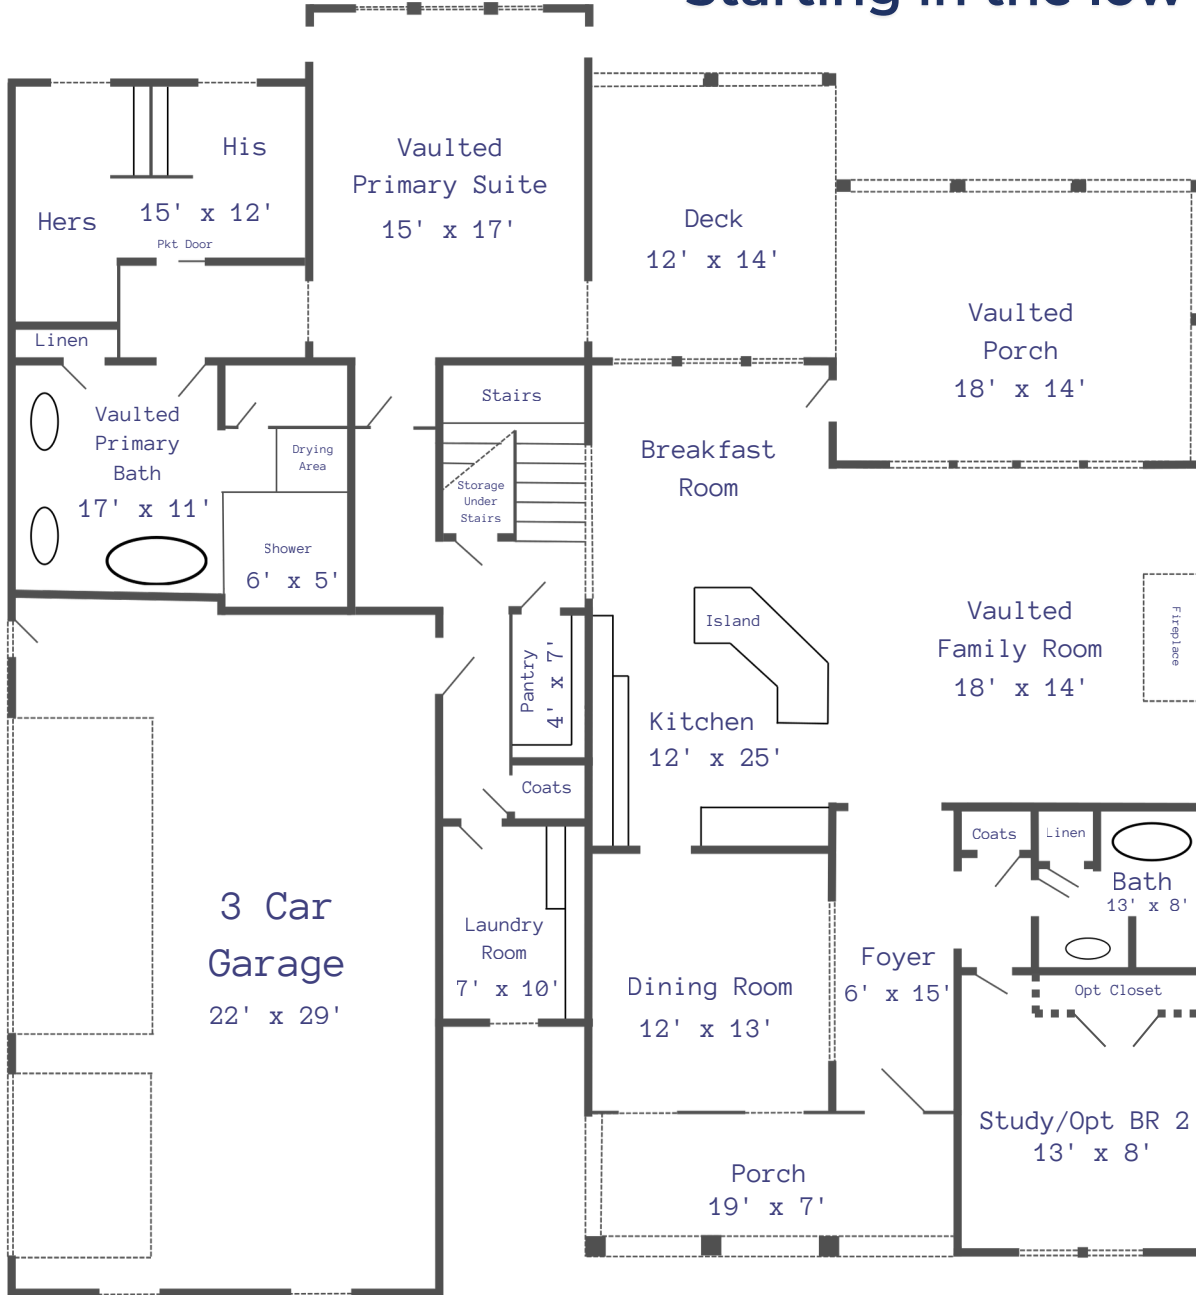 Starting in the low
His
15' x 12'
Hers
Pkt Door
Linen
Vaulted
Primary Suite
15' x 17'
Deck
12' x 14'
Vaulted
Porch
18' x 14'
Vaulted
Primary
Bath
17' x 11'
Drying
Area
Shower
6' x 5'
Stairs
Storage
Under
Stairs
Breakfast
Room
Island
Vaulted
Family Room
18' x 14'
Fireplace
Pantry
4' x 7'
Kitchen
12' x 25'
Coats
Coats
Linen
Bath
13' x 8'
3 Car
Garage
22' x 29'
Laundry
Room
7' x 10'
Dining Room
12' x 13'
Foyer
6' x 15'
Opt Closet
Study/Opt BR 2
13' x 8'
Porch
19' x 7'